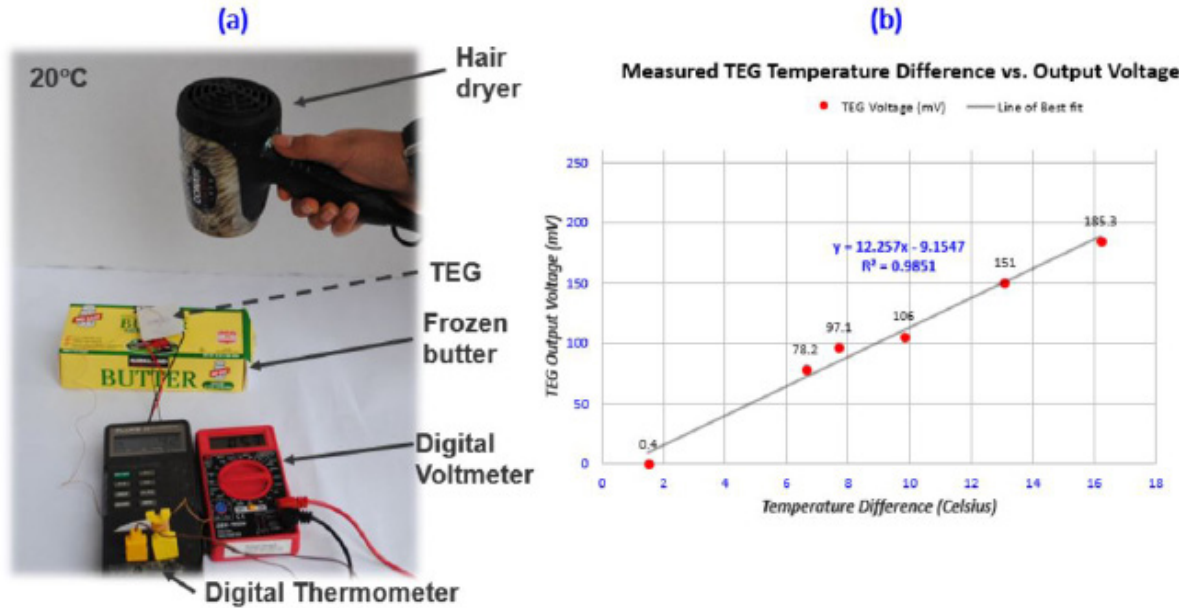 (a)
20°C
Hair
dryer
TEG
Frozen
butter
BUTTER
Digital
Voltmeter
Digital Thermometer
(b)
Measured TEG Temperature Difference vs. Output Voltage
TEG Voltage (mV)
Line of Best fit
TEG Output Voltage (mV)
250
200
150
100
50
0
y = 12.257x - 9.1547
R² = 0.9851
0.4
78.2
97.1
106
151
185.3
0 2 4 6 8 10 12 14 16 18
Temperature Difference (Celsius)